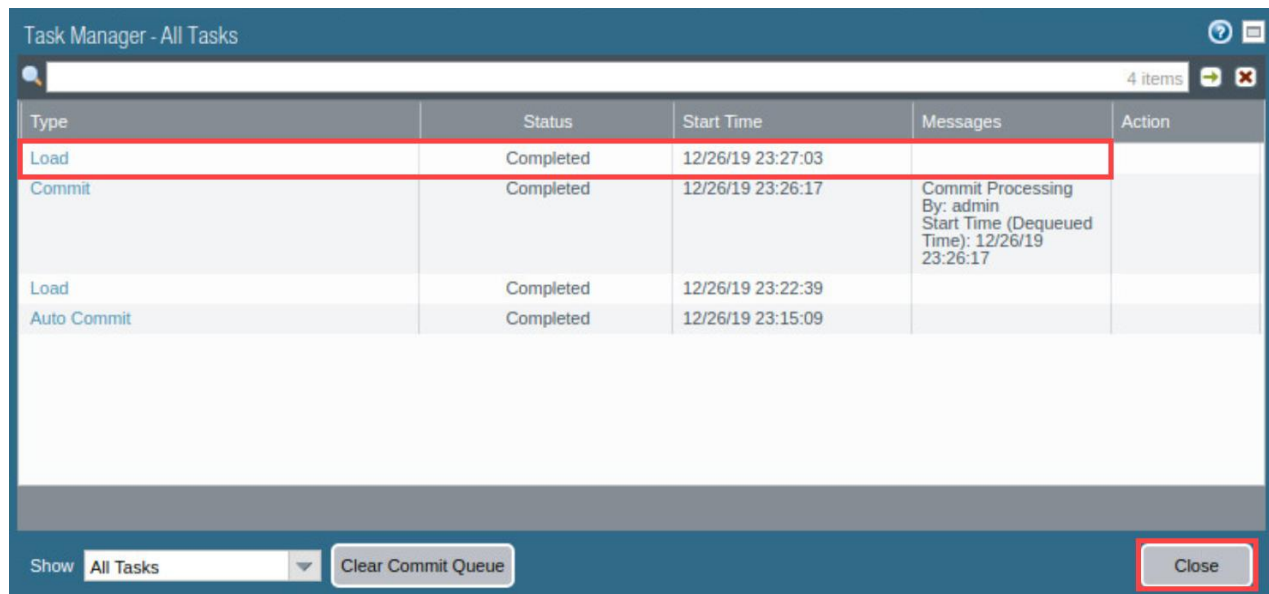 Task Manager - All Tasks
4 items
Type Status Start Time Messages Action
Load Completed 12/26/19 23:27:03
Commit Completed 12/26/19 23:26:17 Commit Processing
By: admin
Start Time (Dequeued
Time): 12/26/19
23:26:17
Load Completed 12/26/19 23:22:39
Auto Commit Completed 12/26/19 23:15:09
Show All Tasks Clear Commit Queue Close